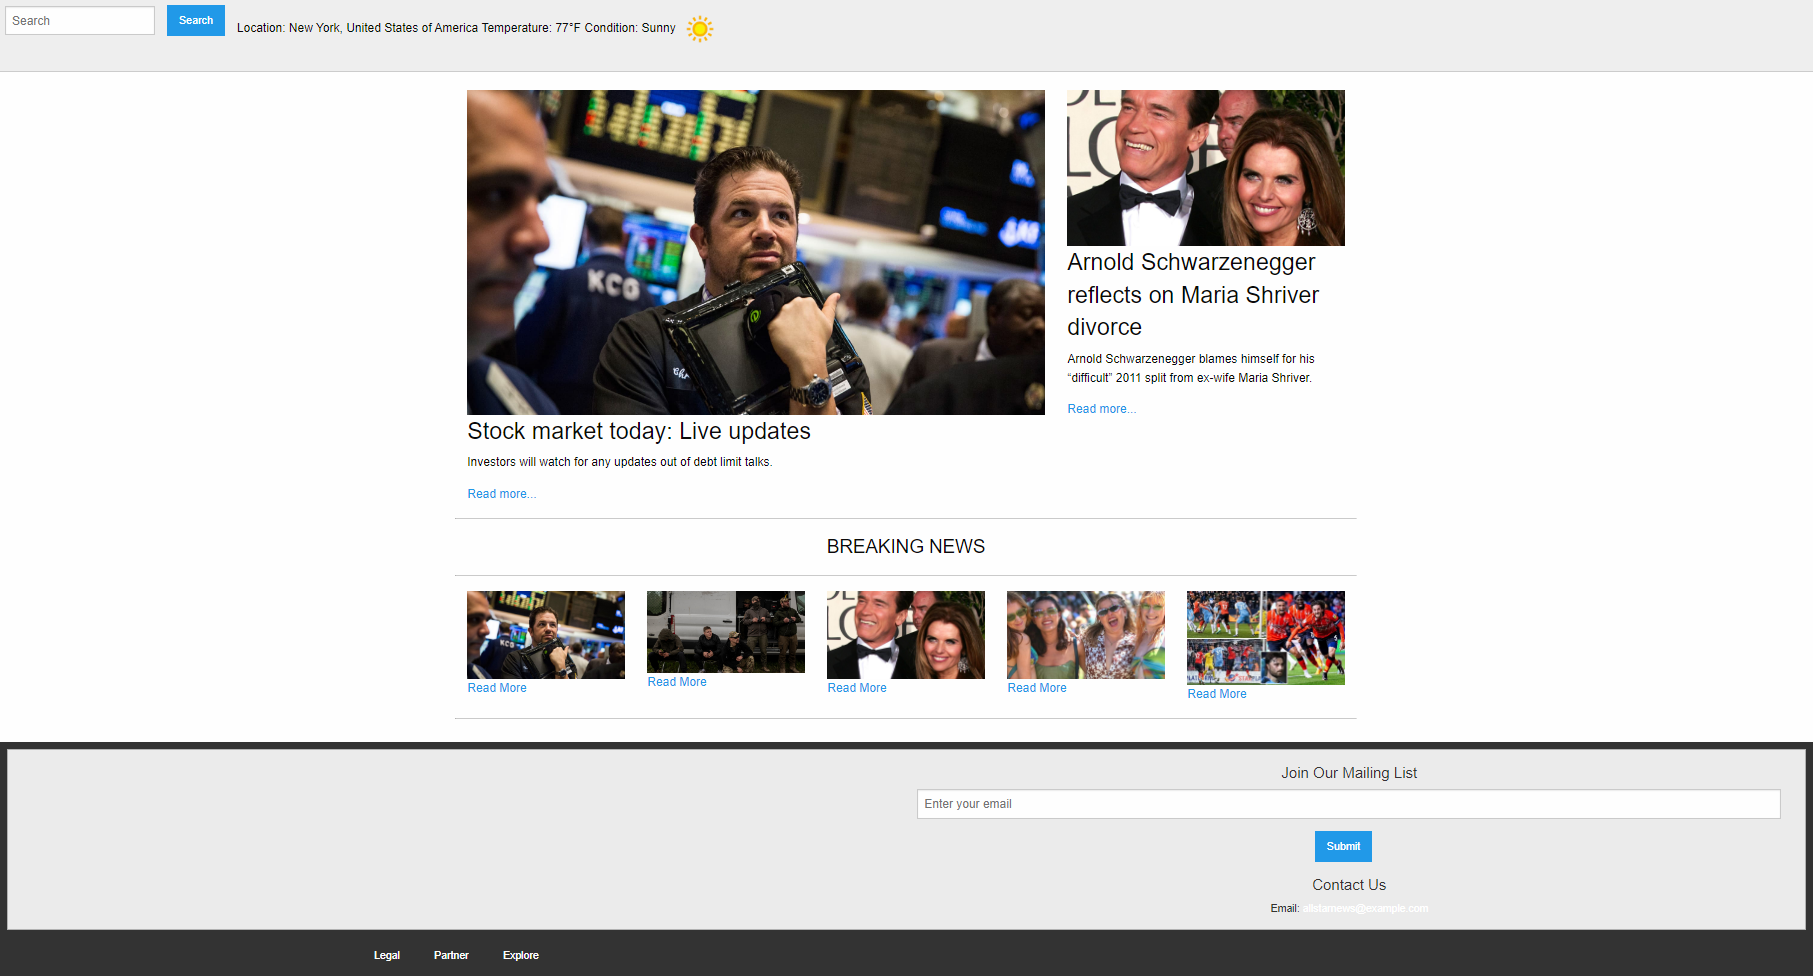 Search
Search
Location: New York, United States of America Temperature: 77°F Condition: Sunny
KCG
Arnold Schwarzenegger
reflects on Maria Shriver
divorce
Arnold Schwarzenegger blames himself for his
“difficult” 2011 split from ex-wife Maria Shriver.
Read more...
Stock market today: Live updates
Investors will watch for any updates out of debt limit talks.
Read more...
BREAKING NEWS
Read More
Read More
Read More
Read More
Read More
Join Our Mailing List
Enter your email
Submit
Contact Us
Email: allstarnews@example.com
Legal
Partner
Explore